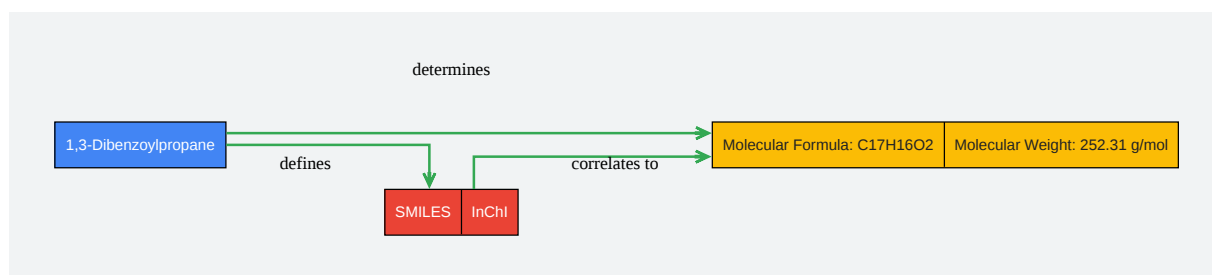 determines
1,3-Dibenzoylpropane
Molecular Formula: C17H16O2
Molecular Weight: 252.31 g/mol
defines
correlates to
SMILES
InChI